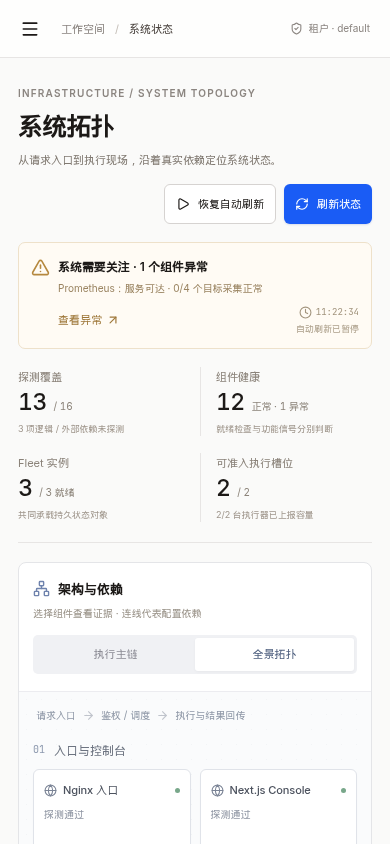 工作空间 / 系统状态
租户 · default
INFRASTRUCTURE / SYSTEM TOPOLOGY
系统拓扑
从请求入口到执行现场，沿着真实依赖定位系统状态。
恢复自动刷新
刷新状态
系统需要关注 · 1 个组件异常
Prometheus：服务可达 · 0/4 个目标采集正常
查看异常
11:22:34
自动刷新已暂停
探测覆盖
13 / 16
3 项逻辑 / 外部依赖未探测
组件健康
12 正常 · 1 异常
就绪检查与功能信号分别判断
Fleet 实例
3 / 3 就绪
共同承载持久状态对象
可准入执行槽位
2 / 2
2/2 台执行器已上报容量
架构与依赖
选择组件查看证据 · 连线代表配置依赖
执行主链
全景拓扑
请求入口 → 鉴权 / 调度 → 执行与结果回传
01 入口与控制台
Nginx 入口
探测通过
Next.js Console
探测通过